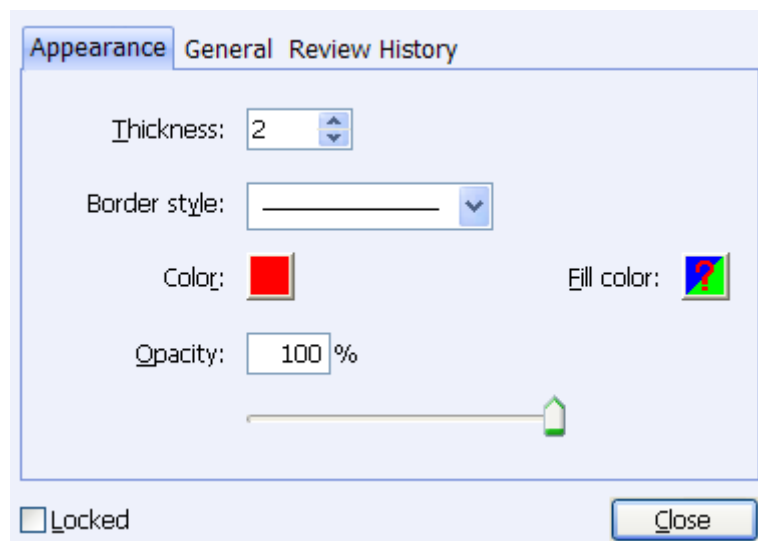 Appearance General Review History
Thickness: 2
Border style:
Color: Fill color: ?
Opacity: 100 %
Locked Close